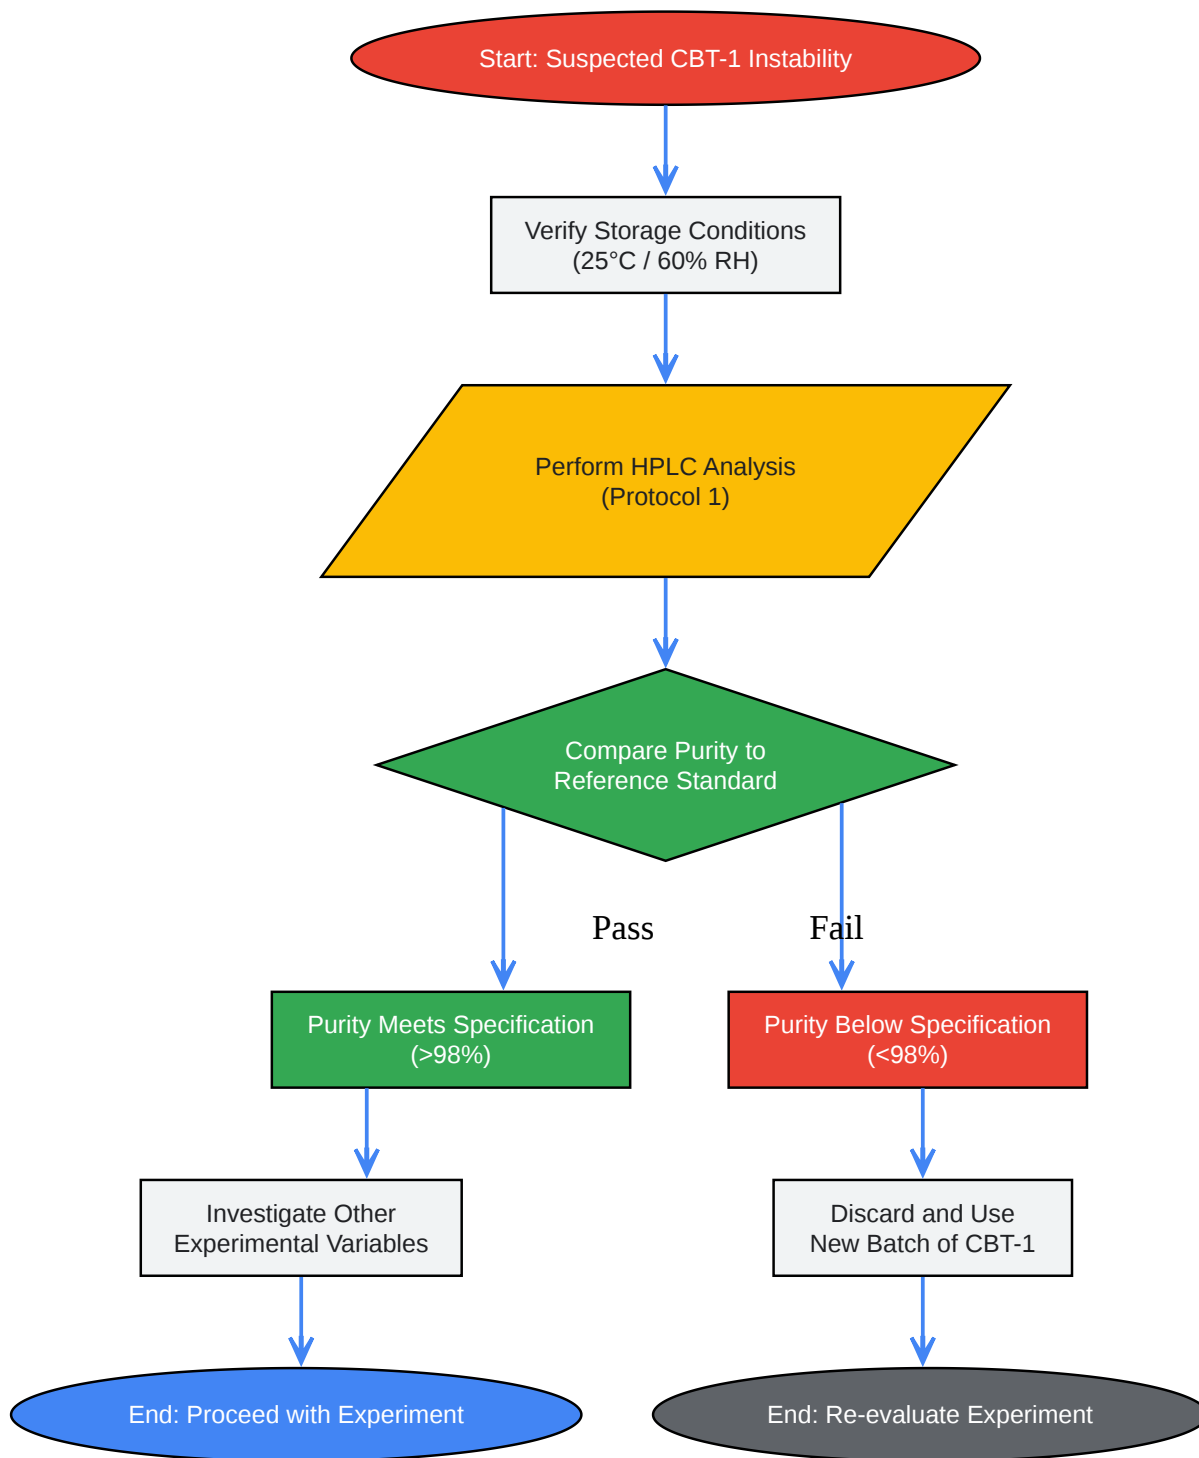 Start: Suspected CBT-1 Instability
Verify Storage Conditions
(25°C / 60% RH)
Perform HPLC Analysis
(Protocol 1)
Compare Purity to
Reference Standard
Pass
Fail
Purity Meets Specification
(>98%)
Purity Below Specification
(<98%)
Investigate Other
Experimental Variables
Discard and Use
New Batch of CBT-1
End: Proceed with Experiment
End: Re-evaluate Experiment